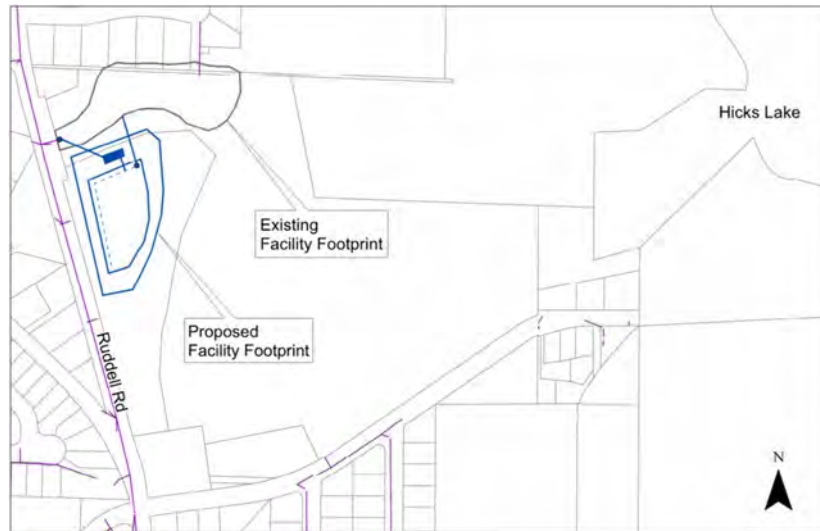 Hicks Lake
Existing
Facility Footprint
Proposed
Facility Footprint
Ruddell Rd
N